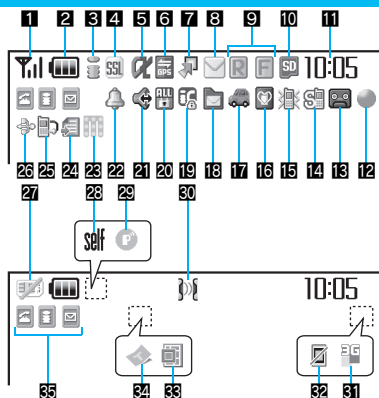 1 2 3 4 5 6 7 8 9 10 11
SSL α GPS R F SD 10:05
ALL
26 25 24 23 22 21 20 19 18 17 16 15 14 13 12
27 28 29 30
self P
10:05
3G
35 34 33 32 31